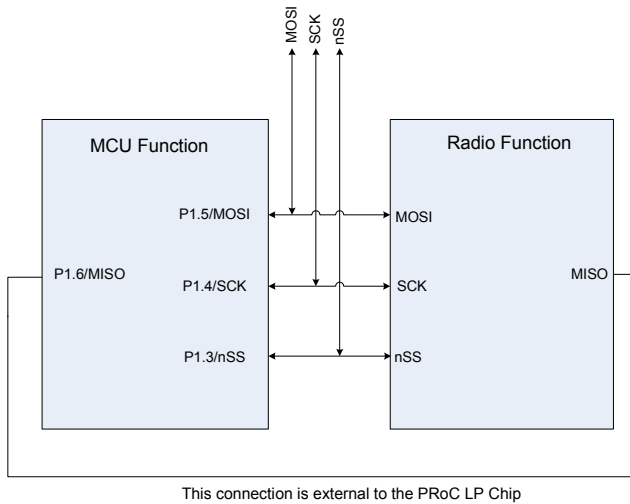 MOSI
SCK
nSS
MCU Function
Radio Function
P1.5/MOSI
MOSI
P1.6/MISO
P1.4/SCK
SCK
MISO
P1.3/nSS
nSS
This connection is external to the PRoC LP Chip